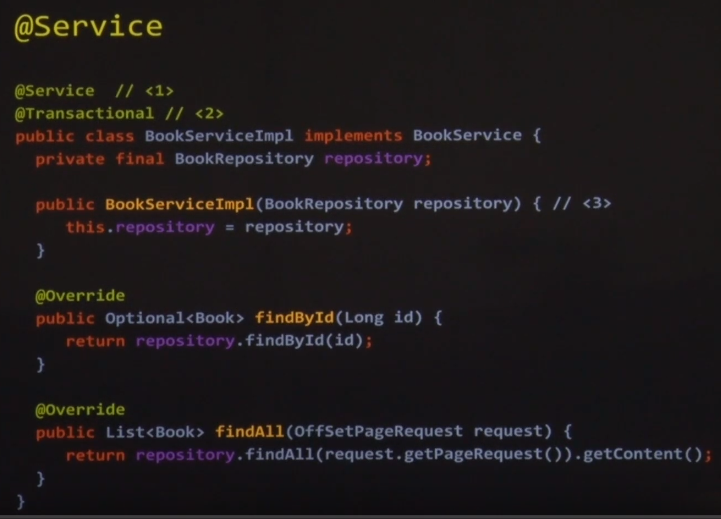 @Service
@Service // <1>
@Transactional // <2>
public class BookServiceImpl implements BookService {
private final BookRepository repository;
public BookServiceImpl(BookRepository repository) { // <3>
this.repository = repository;
}
@Override
public Optional<Book> findById(Long id) {
return repository.findById(id);
}
@Override
public List<Book> findAll(OffSetPageRequest request) {
return repository.findAll(request.getPageRequest()).getContent();
}
}